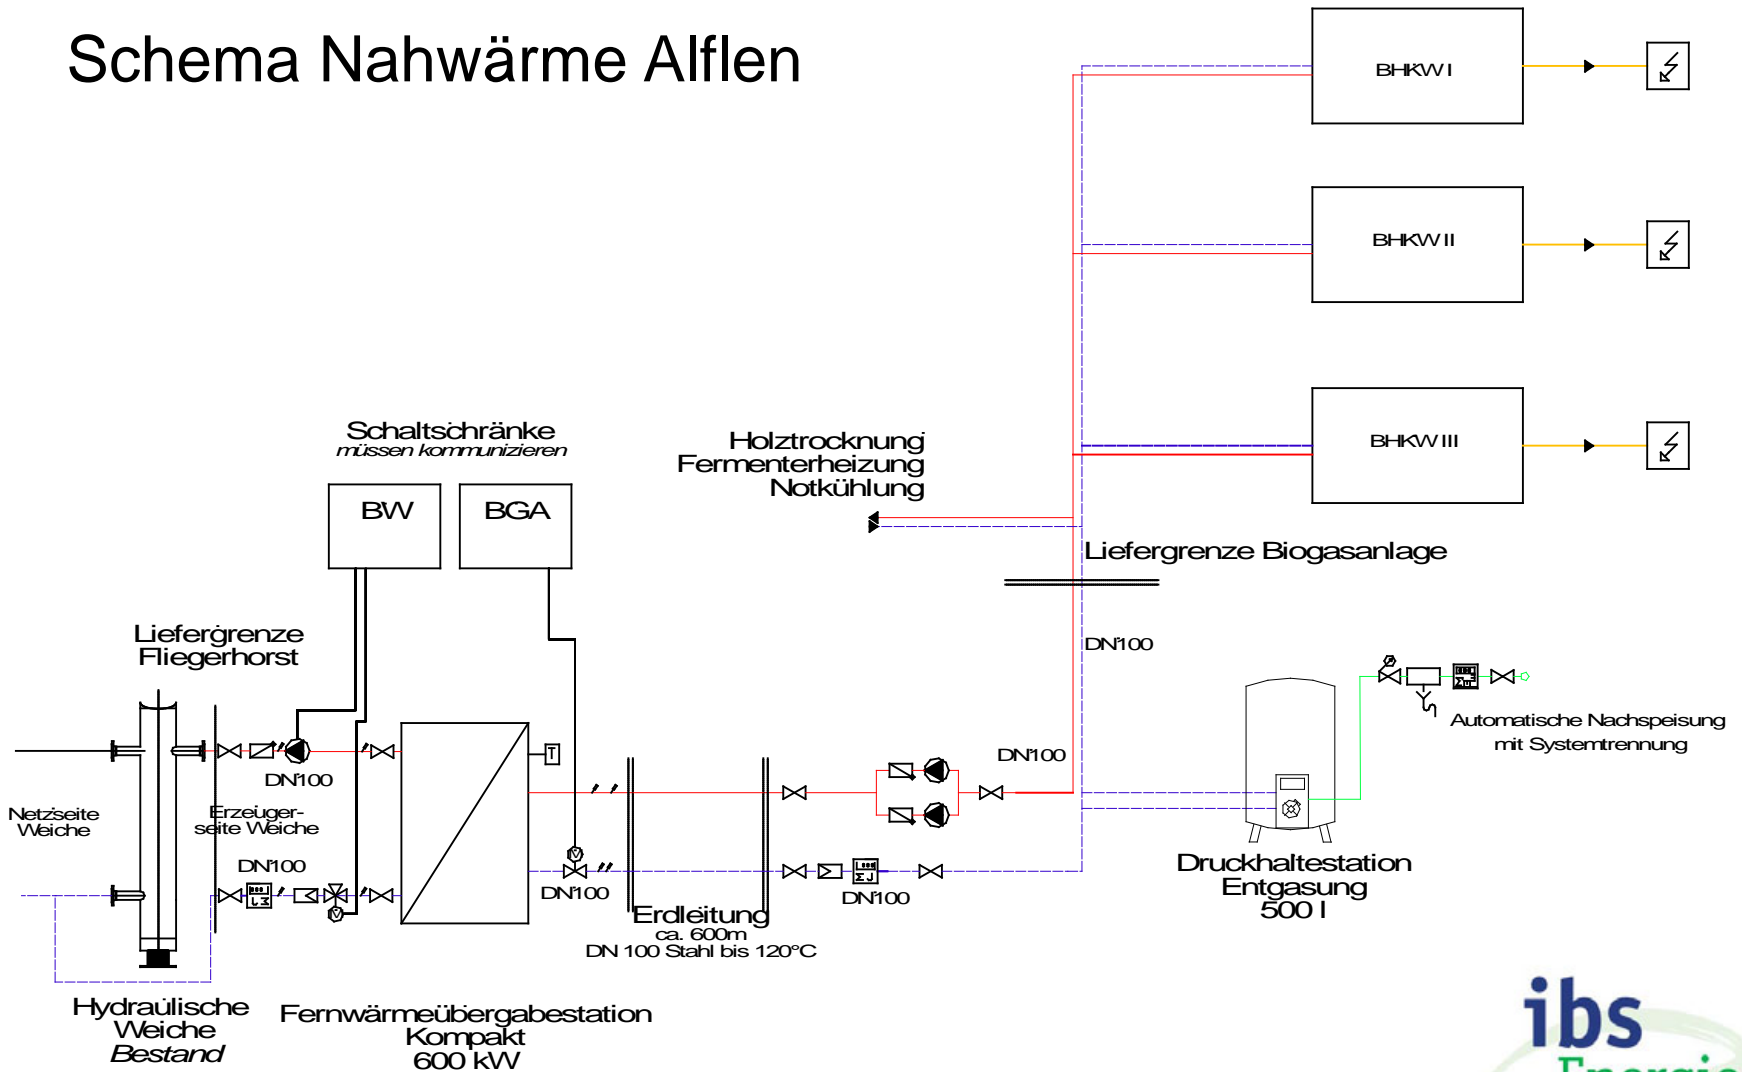 Schema Nahwärme Alflen
BHKW I
BHKW II
BHKW III
Schaltschränke
müssen kommunizieren
BW
BGA
Holztrocknung
Fermenterheizung
Notkühlung
Liefergrenze Biogasanlage
DN100
Liefergrenze
Fliegerhorst
DN100
Netzseite
Weiche
Erzeuger-
seite Weiche
DN100
T
DN100
DN100
DN100
Automatische Nachspeisung
mit Systemtrennung
Erdleitung
ca. 600m
DN 100 Stahl bis 120°C
Druckhaltestation
Entgasung
500 l
Hydraulische
Weiche
Bestand
Fernwärmeübergabestation
Kompakt
600 kW
ibs
Energie